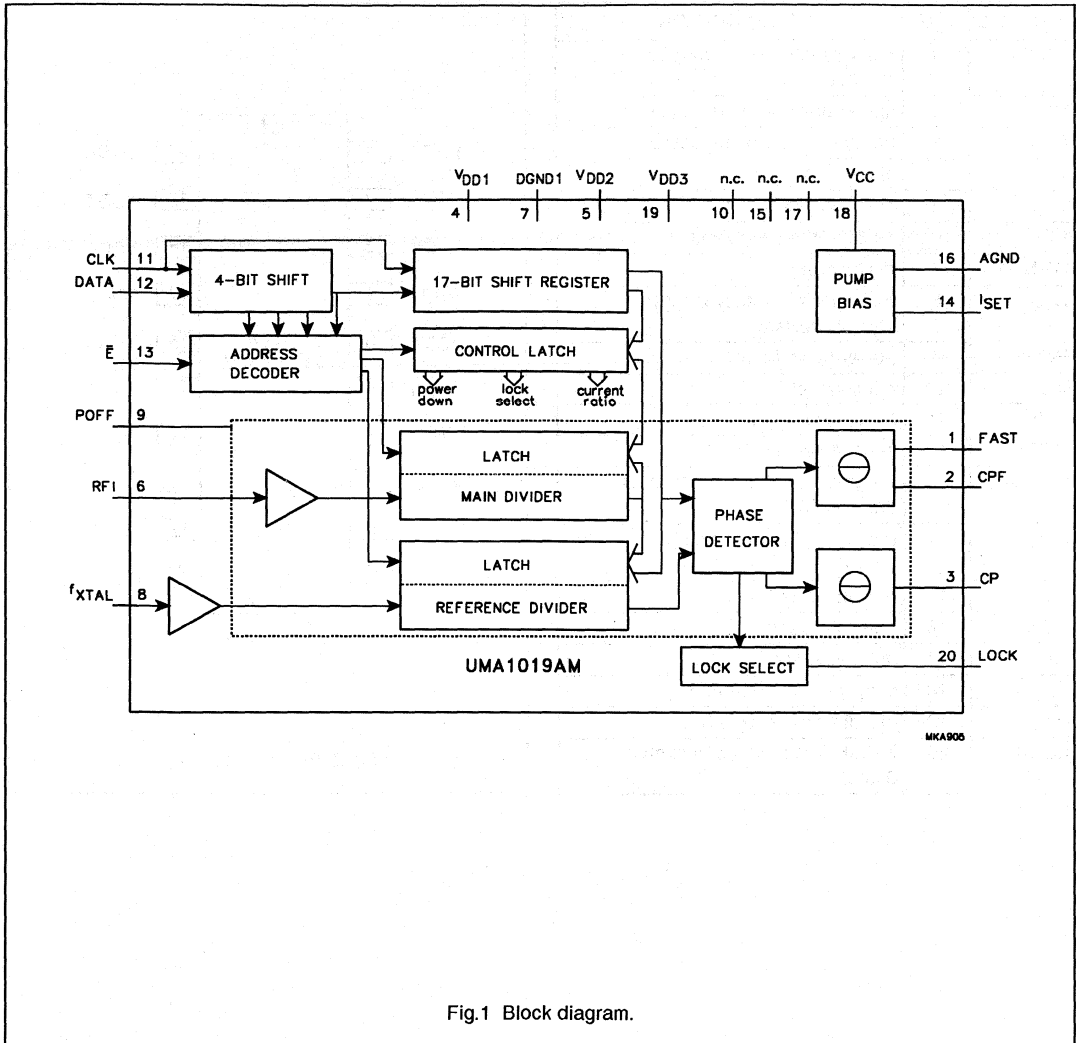 VDD1 DGND1 VDD2 VDD3 n.c. n.c. n.c. VCC
4 7 5 19 10 15 17 18
CLK 11
DATA 12
4-BIT SHIFT
17-BIT SHIFT REGISTER
PUMP
BIAS
16 AGND
14 ISET
E̅ 13
ADDRESS
DECODER
CONTROL LATCH
power
down
lock
select
current
ratio
POFF 9
LATCH
MAIN DIVIDER
RFI 6
PHASE
DETECTOR
1 FAST
2 CPF
LATCH
REFERENCE DIVIDER
fXTAL 8
3 CP
LOCK SELECT
20 LOCK
UMA1019AM
MKA905
Fig.1 Block diagram.